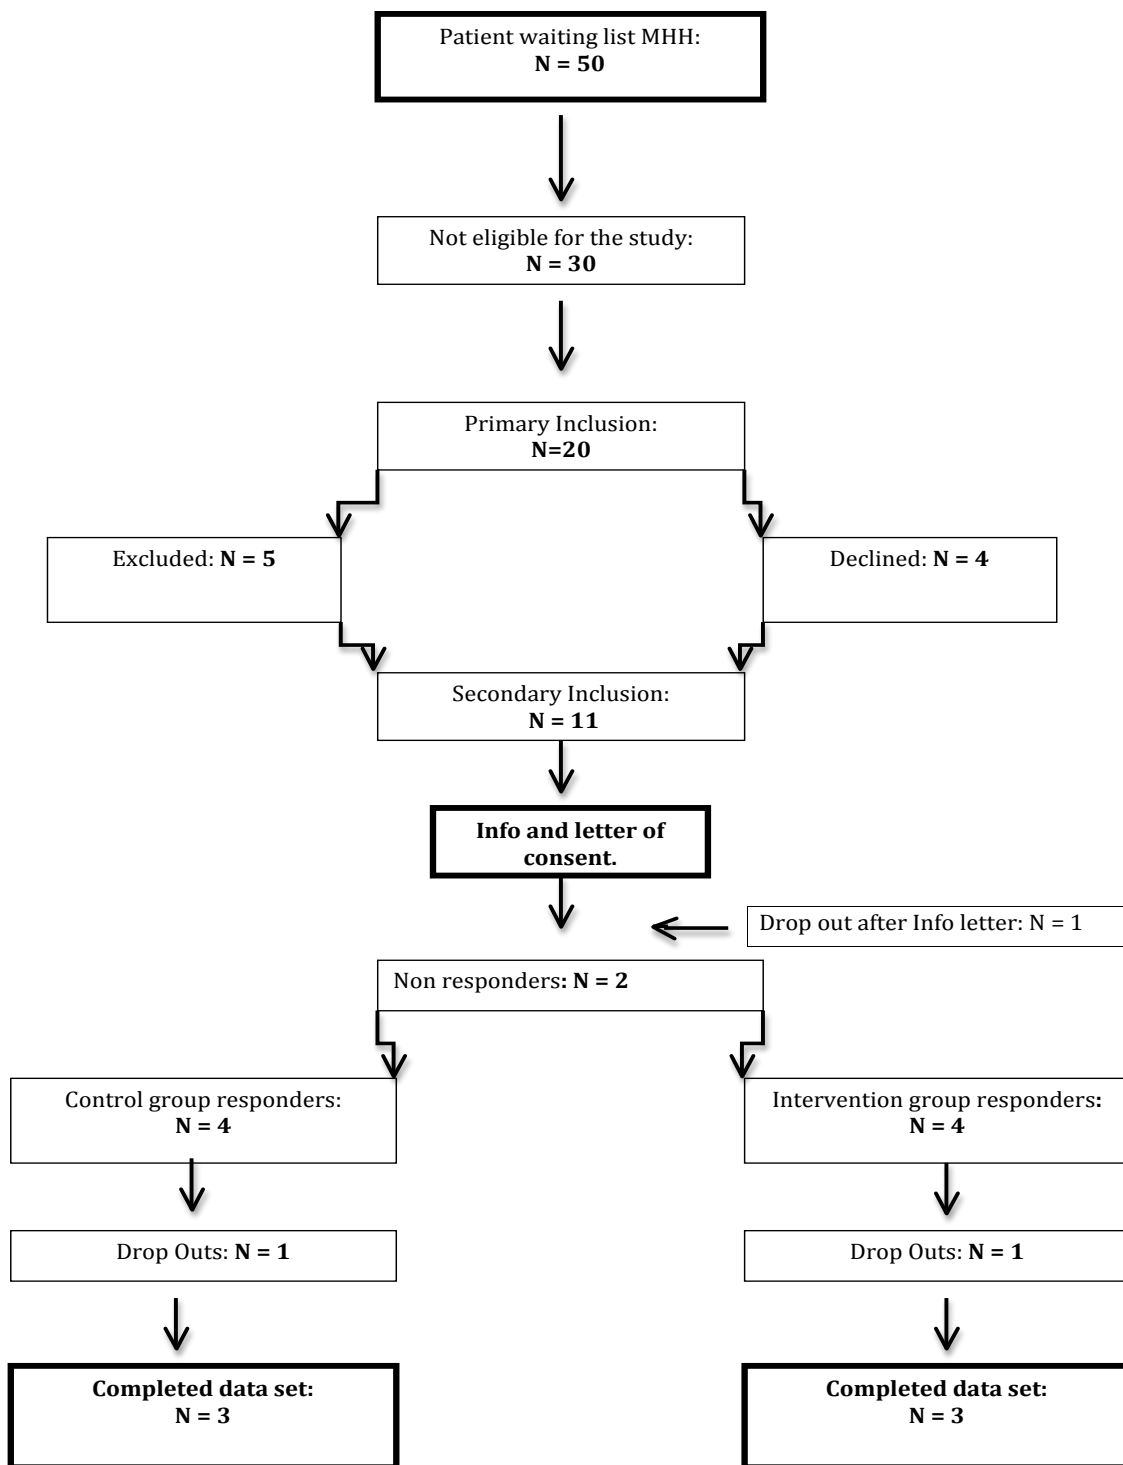 Patient waiting list MHH:
N = 50
Not eligible for the study:
N = 30
Primary Inclusion:
N=20
Excluded: N = 5
Declined: N = 4
Secondary Inclusion:
N = 11
Info and letter of
consent.
Drop out after Info letter: N = 1
Non responders: N = 2
Control group responders:
N = 4
Intervention group responders:
N = 4
Drop Outs: N = 1
Drop Outs: N = 1
Completed data set:
N = 3
Completed data set:
N = 3